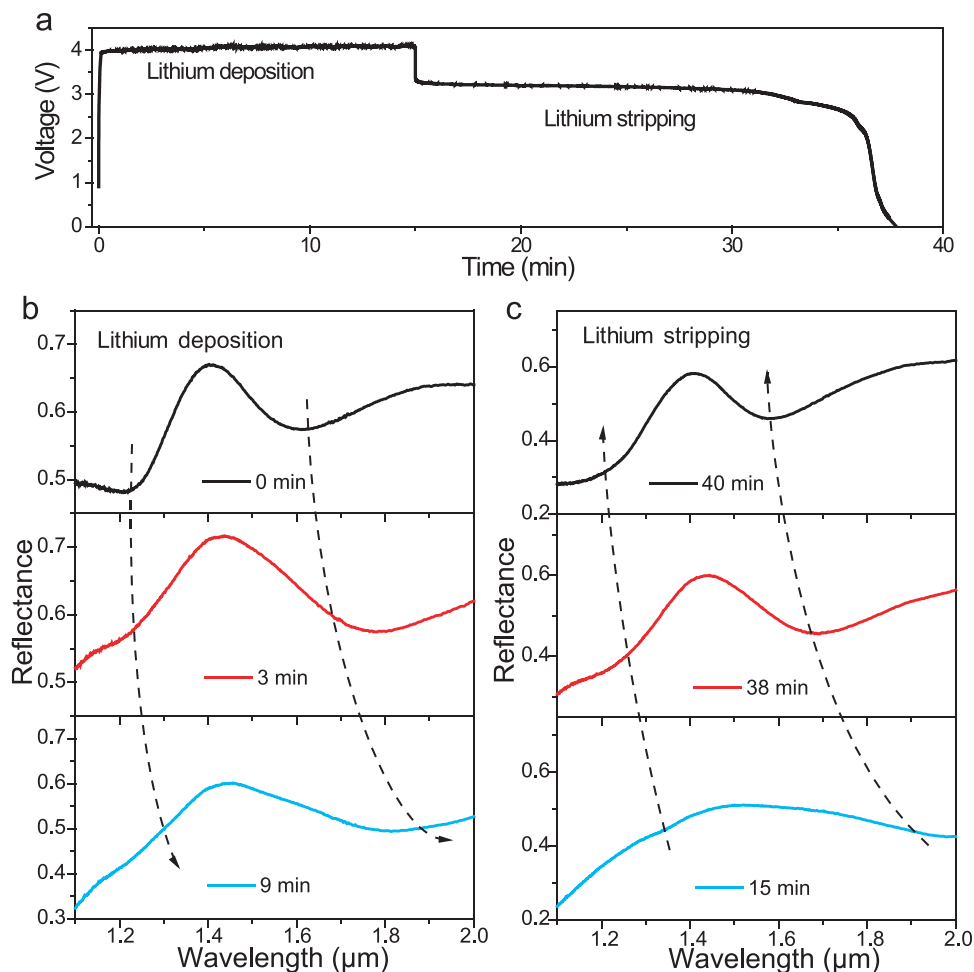 a
Voltage (V)
4
3
2
1
0
Lithium deposition
Lithium stripping
0 10 20 30 40
Time (min)
b
Lithium deposition
0.7
0.6
0.5
0 min
0.7
0.6
0.5
3 min
0.7
0.6
0.5
0.4
0.3
9 min
Reflectance
1.2 1.4 1.6 1.8 2.0
Wavelength (µm)
c
Lithium stripping
0.6
0.4
0.2
40 min
0.6
0.4
38 min
0.6
0.4
0.2
15 min
Reflectance
1.2 1.4 1.6 1.8 2.0
Wavelength (µm)